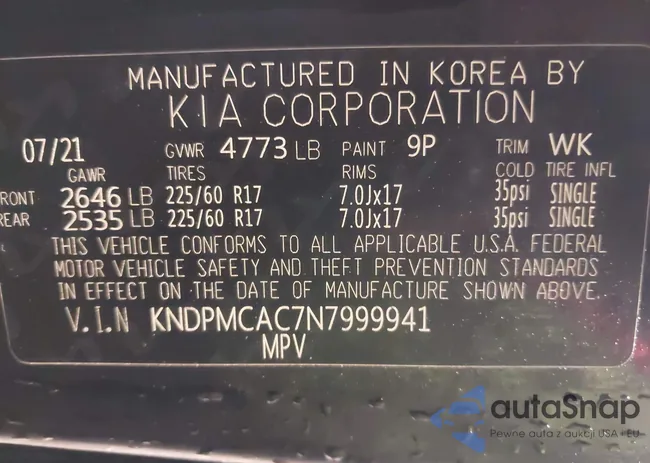 MANUFACTURED IN KOREA BY
KIA CORPORATION
07/21 GVWR 4773 LB PAINT 9P TRIM WK
GAWR TIRES RIMS COLD TIRE INFL
FRONT 2646 LB 225/60 R17 7.0Jx17 35psi SINGLE
REAR 2535 LB 225/60 R17 7.0Jx17 35psi SINGLE
THIS VEHICLE CONFORMS TO ALL APPLICABLE U.S.A. FEDERAL
MOTOR VEHICLE SAFETY AND THEFT PREVENTION STANDARDS
IN EFFECT ON THE DATE OF MANUFACTURE SHOWN ABOVE.
V.I.N KNDPMCAC7N7999941
MPV
autoSnap
Pewne auta z aukcji USA i EU